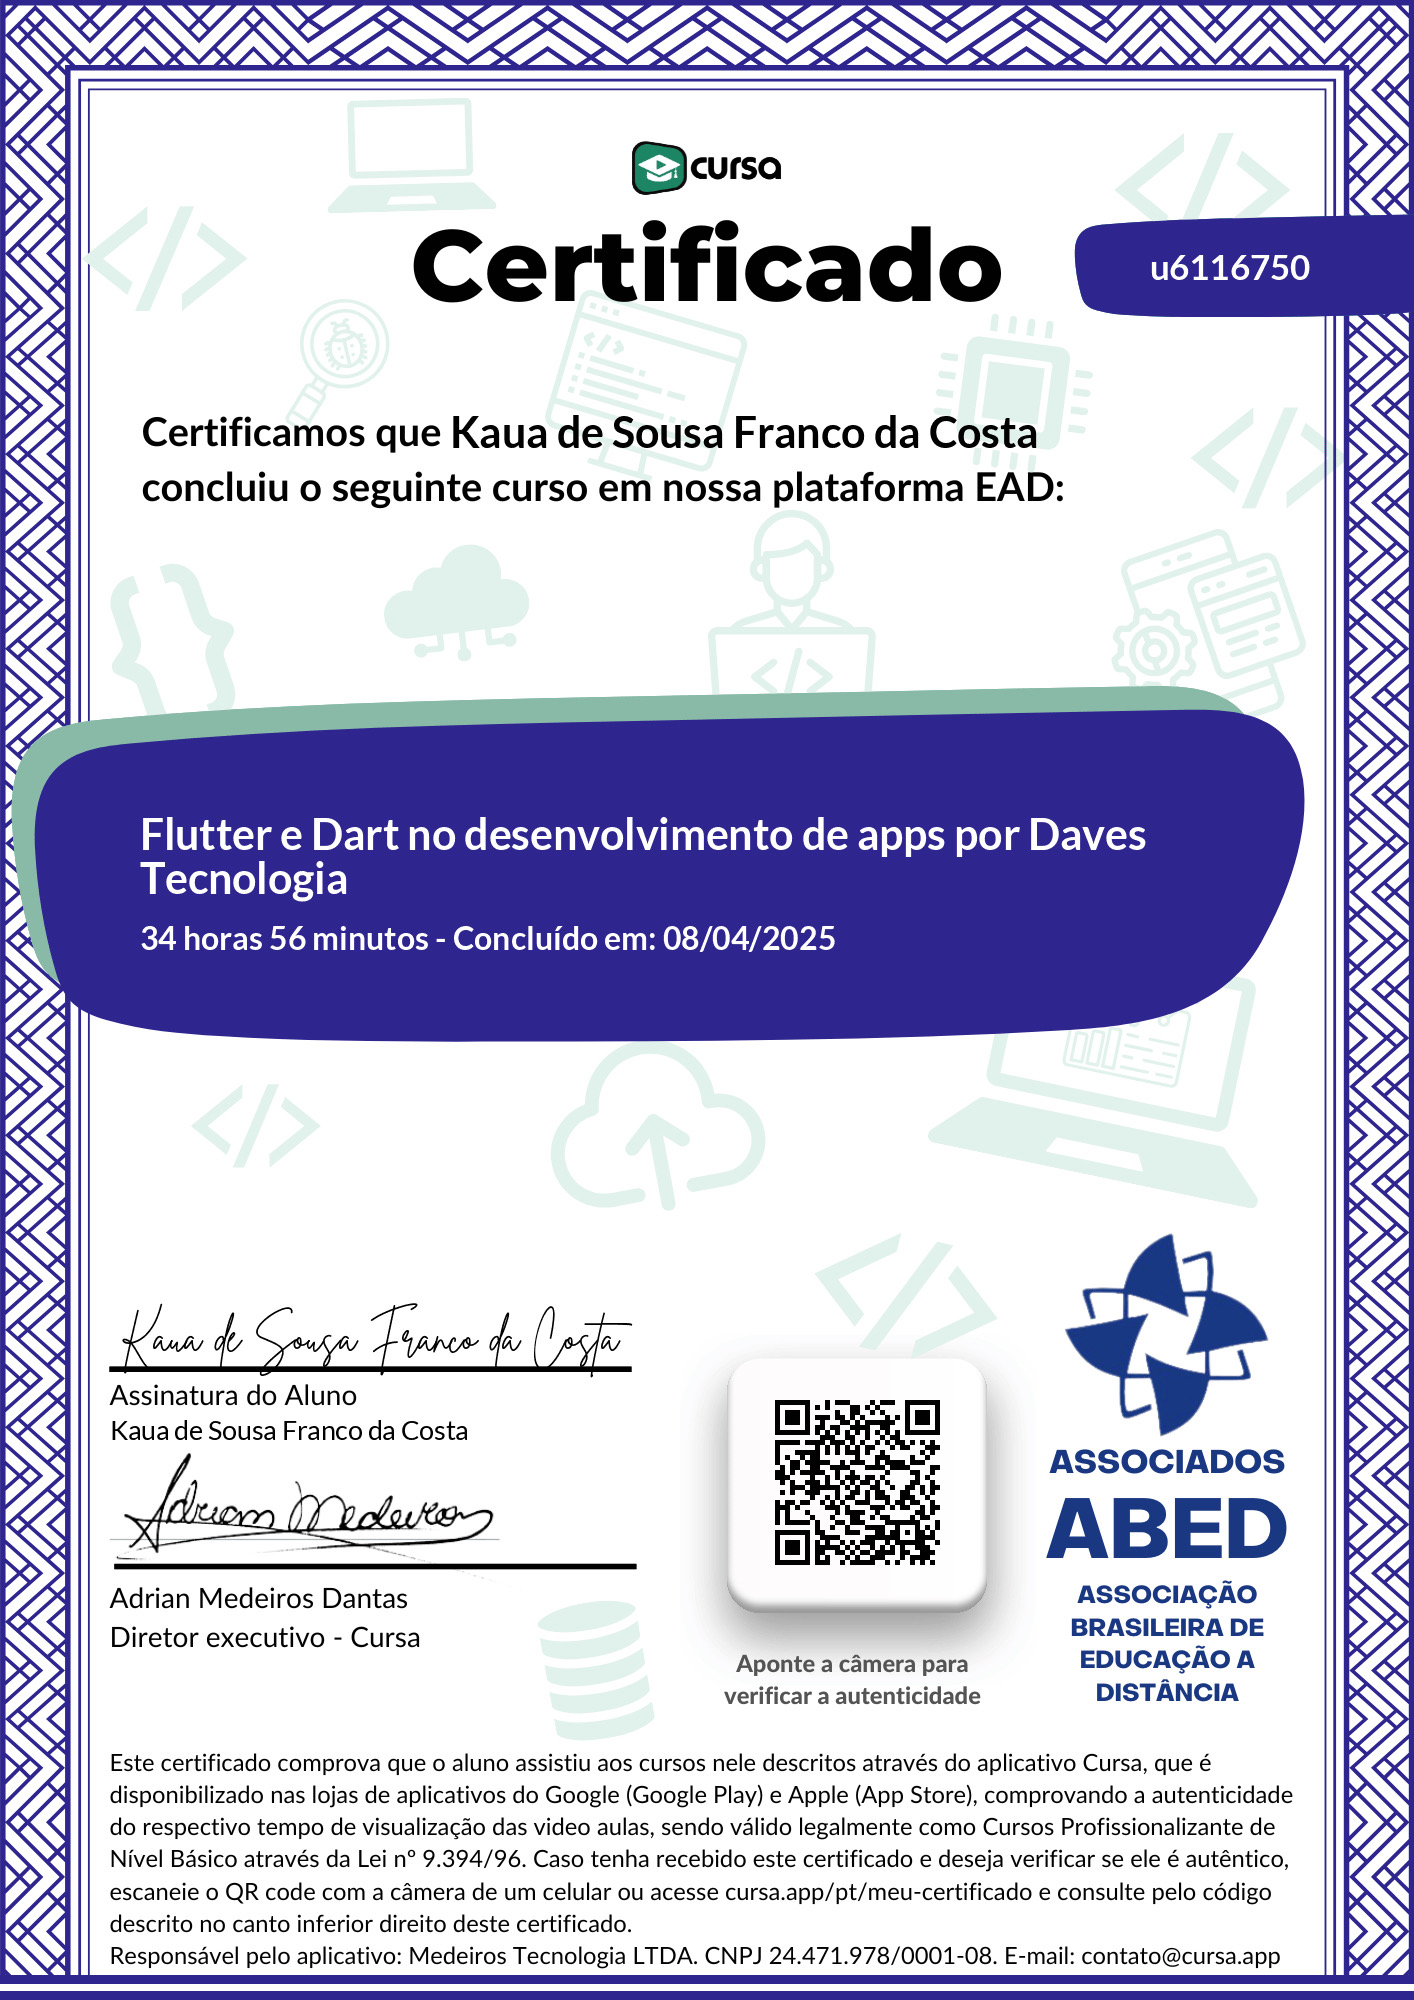 cursa
Certificado
u6116750
Certificamos que Kaua de Sousa Franco da Costa
concluiu o seguinte curso em nossa plataforma EAD:
Flutter e Dart no desenvolvimento de apps por Daves
Tecnologia
34 horas 56 minutos - Concluído em: 08/04/2025
Kaua de Sousa Franco da Costa
Assinatura do Aluno
Kaua de Sousa Franco da Costa
Adrian Medeiros
Adrian Medeiros Dantas
Diretor executivo - Cursa
Aponte a câmera para
verificar a autenticidade
ASSOCIADOS
ABED
ASSOCIAÇÃO
BRASILEIRA DE
EDUCAÇÃO A
DISTÂNCIA
Este certificado comprova que o aluno assistiu aos cursos nele descritos através do aplicativo Cursa, que é
disponibilizado nas lojas de aplicativos do Google (Google Play) e Apple (App Store), comprovando a autenticidade
do respectivo tempo de visualização das video aulas, sendo válido legalmente como Cursos Profissionalizante de
Nível Básico através da Lei nº 9.394/96. Caso tenha recebido este certificado e deseja verificar se ele é autêntico,
escaneie o QR code com a câmera de um celular ou acesse cursa.app/pt/meu-certificado e consulte pelo código
descrito no canto inferior direito deste certificado.
Responsável pelo aplicativo: Medeiros Tecnologia LTDA. CNPJ 24.471.978/0001-08. E-mail: contato@cursa.app